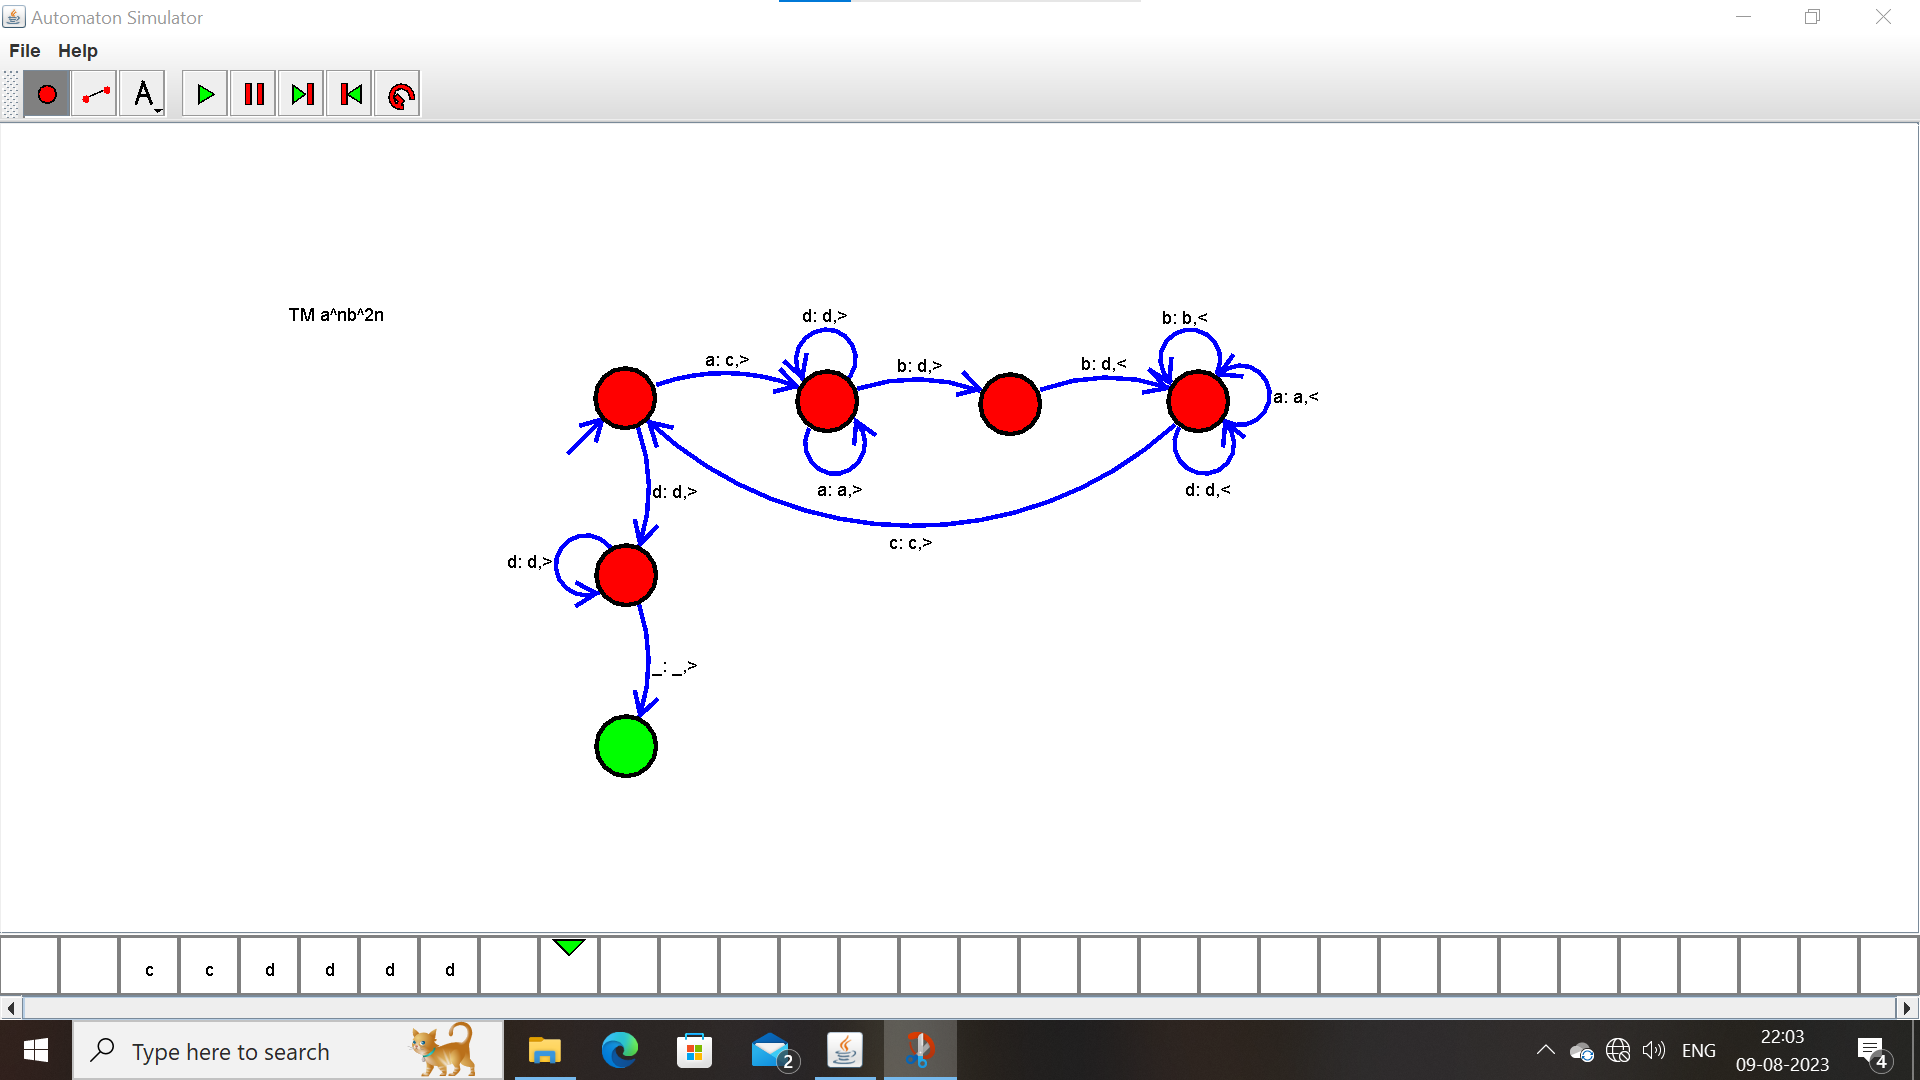 Automaton Simulator
File Help
A
TM a^nb^2n
d: d,>
b: b,<
a: c,>
b: d,>
b: d,<
a: a,<
d: d,>
a: a,>
d: d,<
c: c,>
d: d,>
_: _,>
c c d d d d
Type here to search
2
ENG
22:03
09-08-2023
4